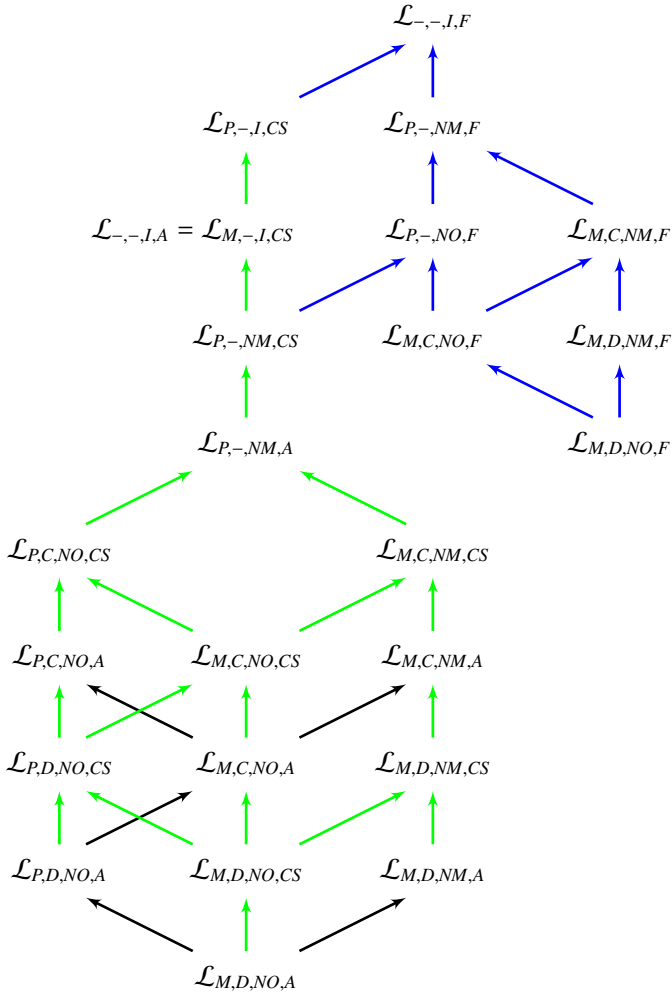 ℒ−,−,I,F
ℒP,−,I,CS ℒP,−,NM,F
ℒ−,−,I,A = ℒM,−,I,CS ℒP,−,NO,F ℒM,C,NM,F
ℒP,−,NM,CS ℒM,C,NO,F ℒM,D,NM,F
ℒP,−,NM,A ℒM,D,NO,F
ℒP,C,NO,CS ℒM,C,NM,CS
ℒP,C,NO,A ℒM,C,NO,CS ℒM,C,NM,A
ℒP,D,NO,CS ℒM,C,NO,A ℒM,D,NM,CS
ℒP,D,NO,A ℒM,D,NO,CS ℒM,D,NM,A
ℒM,D,NO,A